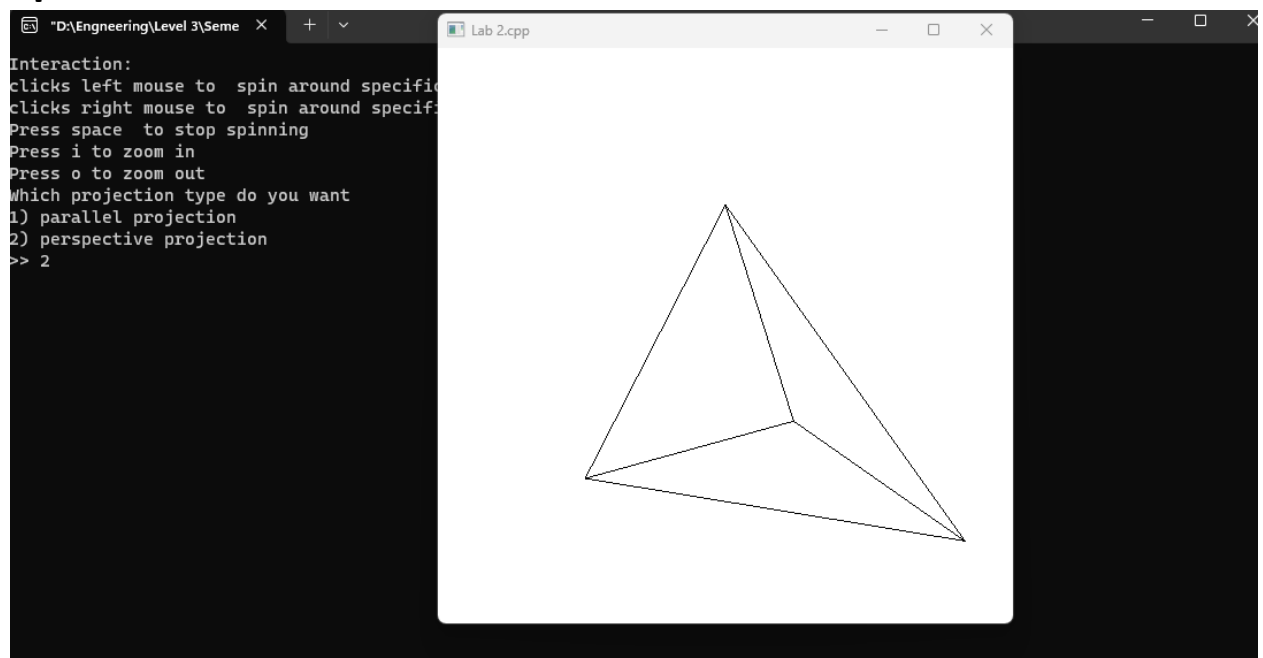 "D:\Engneering\Level 3\Seme
Lab 2.cpp
Interaction:
clicks left mouse to  spin around
clicks right mouse to  spin around
Press space  to stop spinning
Press i to zoom in
Press o to zoom out
Which projection type do you want
1) parallel projection
2) perspective projection
>> 2